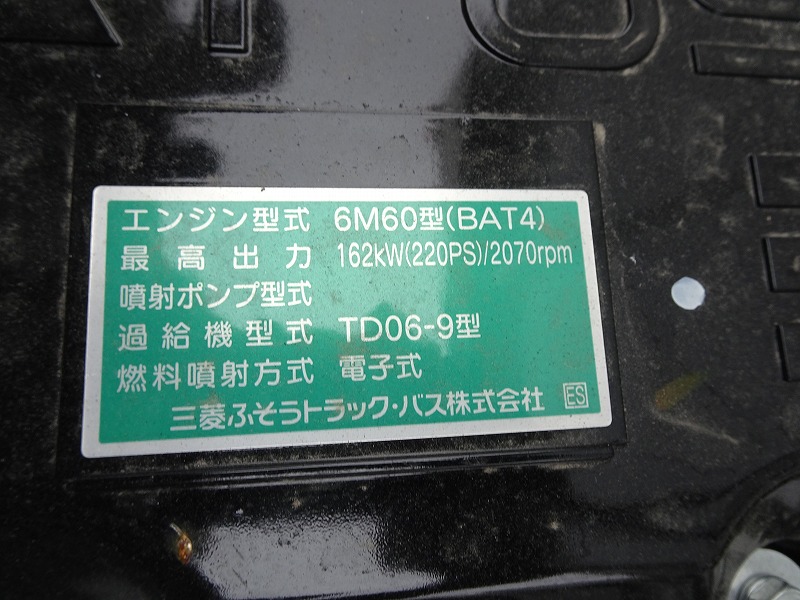 エンジン型式 6M60型(BAT4)
最高出力 162kW(220PS)/2070rpm
噴射ポンプ型式
過給機型式 TD06-9型
燃料噴射方式 電子式
三菱ふそうトラック・バス株式会社 ES